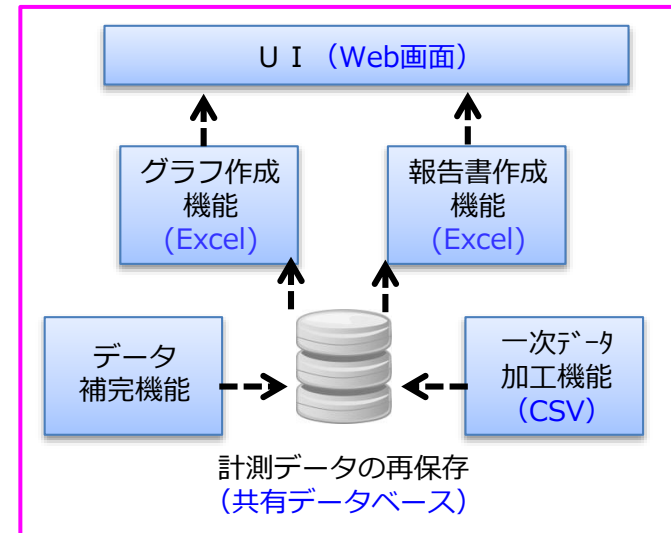 ＵＩ（Web画面）
グラフ作成
機能
(Excel)
報告書作成
機能
(Excel)
データ
補完機能
一次ﾃﾞｰﾀ
加工機能
（CSV）
計測データの再保存
（共有データベース）